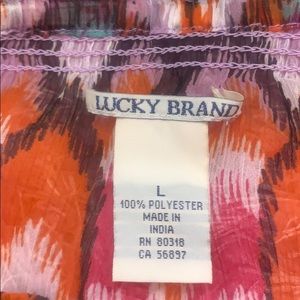 LUCKY BRAND
L
100% POLYESTER
MADE IN
INDIA
RN 80318
CA 56897